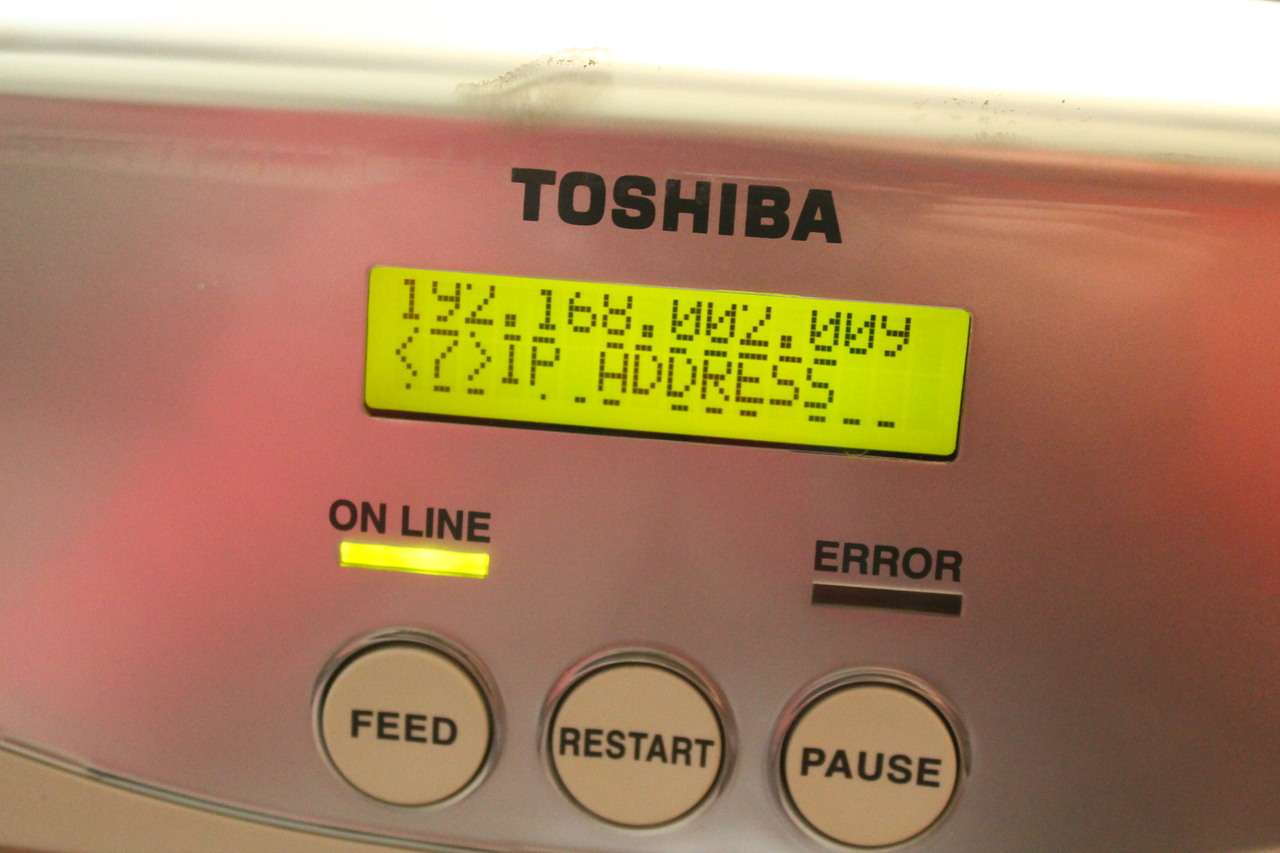 TOSHIBA
192.168.002.009
<7>IP ADDRESS
ON LINE
ERROR
FEED
RESTART
PAUSE